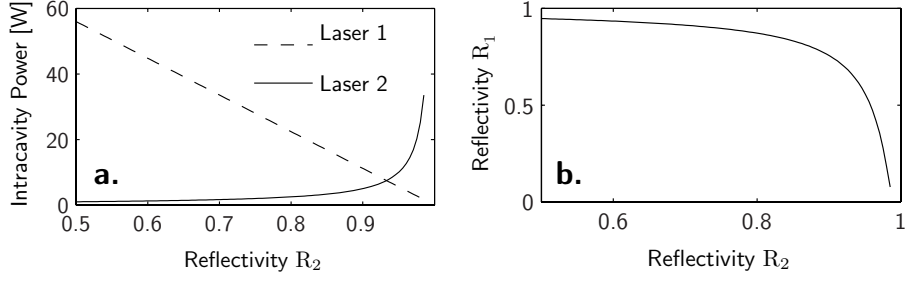 Intracavity Power [W]
60
40
20
0
Laser 1
Laser 2
a.
0.5
0.6
0.7
0.8
0.9
Reflectivity R2
Reflectivity R1
1
0.5
0
b.
0.6
0.8
1
Reflectivity R2